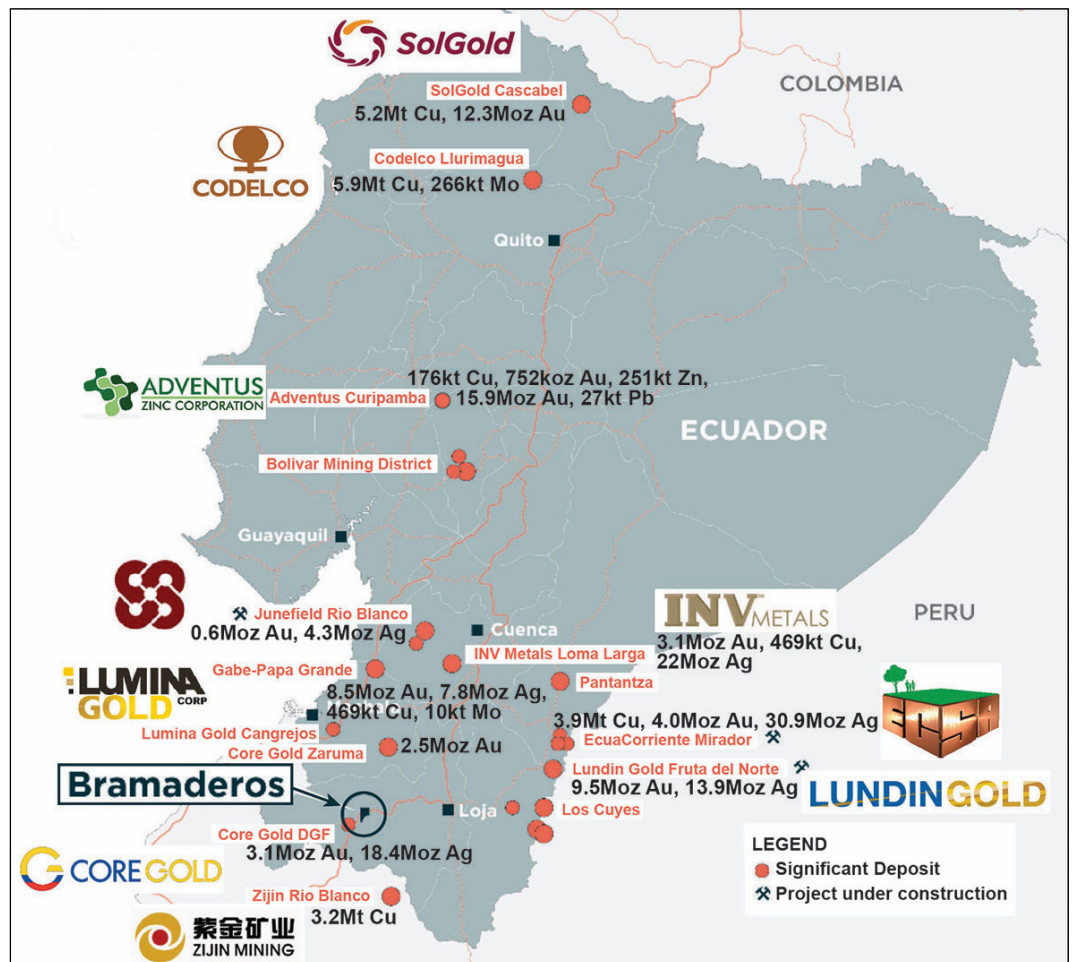 SolGold
COLOMBIA
SolGold Cascabel
5.2Mt Cu, 12.3Moz Au
CODELCO
Codelco Llurimagua
5.9Mt Cu, 266kt Mo
Quito
ADVENTUS
ZINC CORPORATION
Adventus Curipamba
176kt Cu, 752koz Au, 251kt Zn,
15.9Moz Au, 27kt Pb
ECUADOR
Bolivar Mining District
Guayaquil
Junefield Rio Blanco
0.6Moz Au, 4.3Moz Ag
Cuenca
INV METALS
3.1Moz Au, 469kt Cu,
22Moz Ag
PERU
INV Metals Loma Larga
Gabe-Papa Grande
LUMINA
GOLD CORP
8.5Moz Au, 7.8Moz Ag,
469kt Cu, 10kt Mo
Pantantza
Lumina Gold Cangrejos
3.9Mt Cu, 4.0Moz Au, 30.9Moz Ag
EcuaCorriente Mirador
ECSA
Core Gold Zaruma
2.5Moz Au
Lundin Gold Fruta del Norte
9.5Moz Au, 13.9Moz Ag
LUNDIN GOLD
Bramaderos
Loja
Los Cuyes
Core Gold DGF
3.1Moz Au, 18.4Moz Ag
CORE GOLD
Zijin Rio Blanco
3.2Mt Cu
紫金矿业
ZIJIN MINING
LEGEND
Significant Deposit
Project under construction